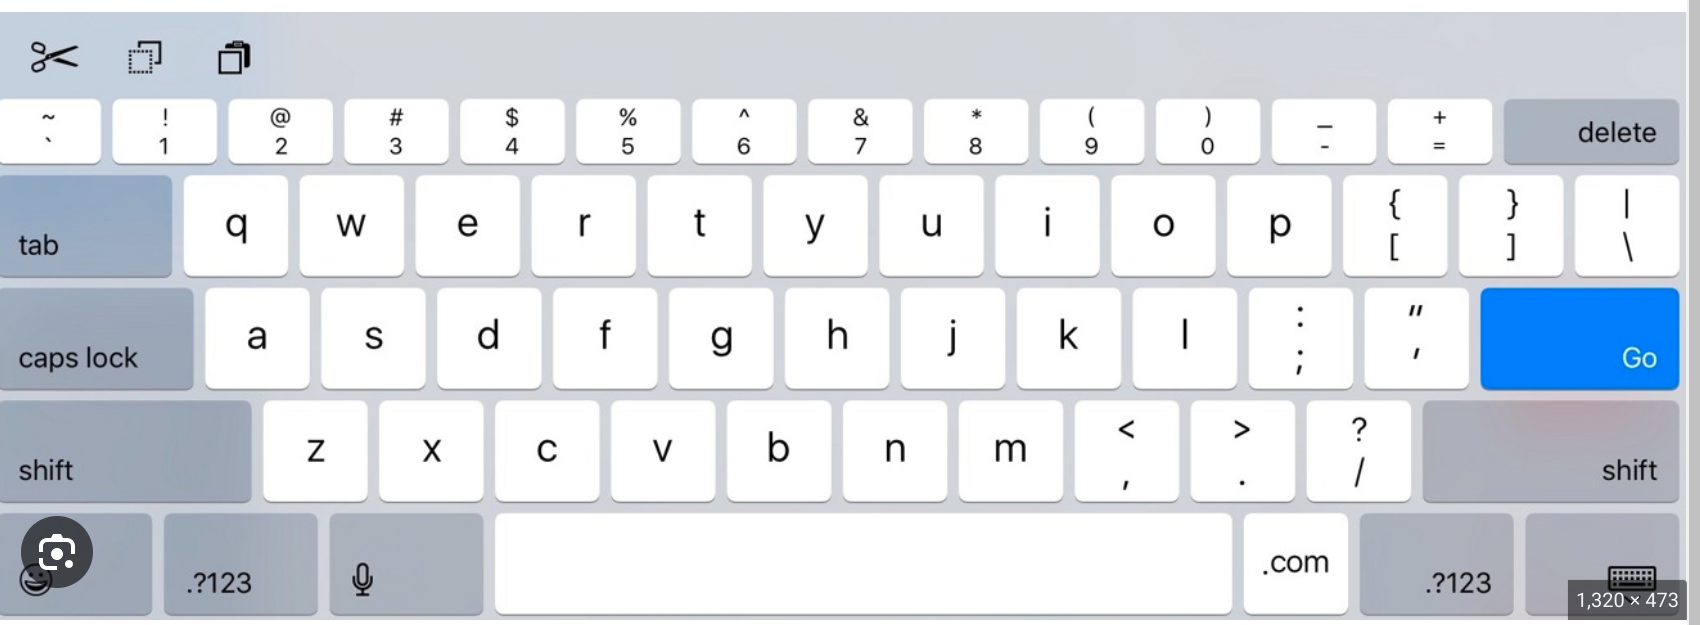 ~ ! @ # $ % ^ & * ( ) _ +
` 1 2 3 4 5 6 7 8 9 0 - = delete
tab q w e r t y u i o p { [ } ] | \
caps lock a s d f g h j k l : ; " ' Go
shift z x c v b n m < , > . ? / shift
.?123 .com .?123
1,320 × 473